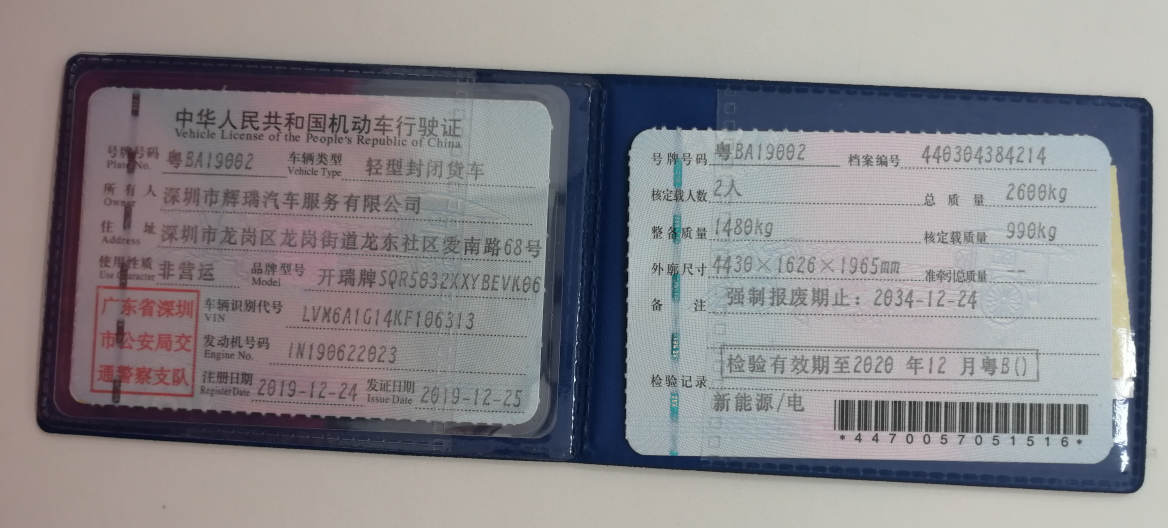 中华人民共和国机动车行驶证
Vehicle License of the People's Republic of China
号牌号码 粤BA19002 车辆类型 轻型封闭货车
Plate No. Vehicle Type
所有人 深圳市辉瑞汽车服务有限公司
Owner
住址 深圳市龙岗区龙岗街道龙东社区爱南路68号
Address
使用性质 非营运 品牌型号 开瑞牌SQR5032XXYBEVK06
Use Character Model
广东省深圳
市公安局交
通警察支队
车辆识别代号 LVM6A1G14KF106313
VIN
发动机号码 IN190622023
Engine No.
注册日期 2019-12-24 发证日期 2019-12-25
Register Date Issue Date
号牌号码 粤BA19002 档案编号 440304384214
核定载人数 2人 总质量 2600kg
整备质量 1480kg 核定载质量 990kg
外廓尺寸 4430×1626×1965mm 准牵引总质量 --
备注 强制报废期止：2034-12-24
检验有效期至2020 年12 月粤B()
检验记录
新能源/电
*4470057051516*